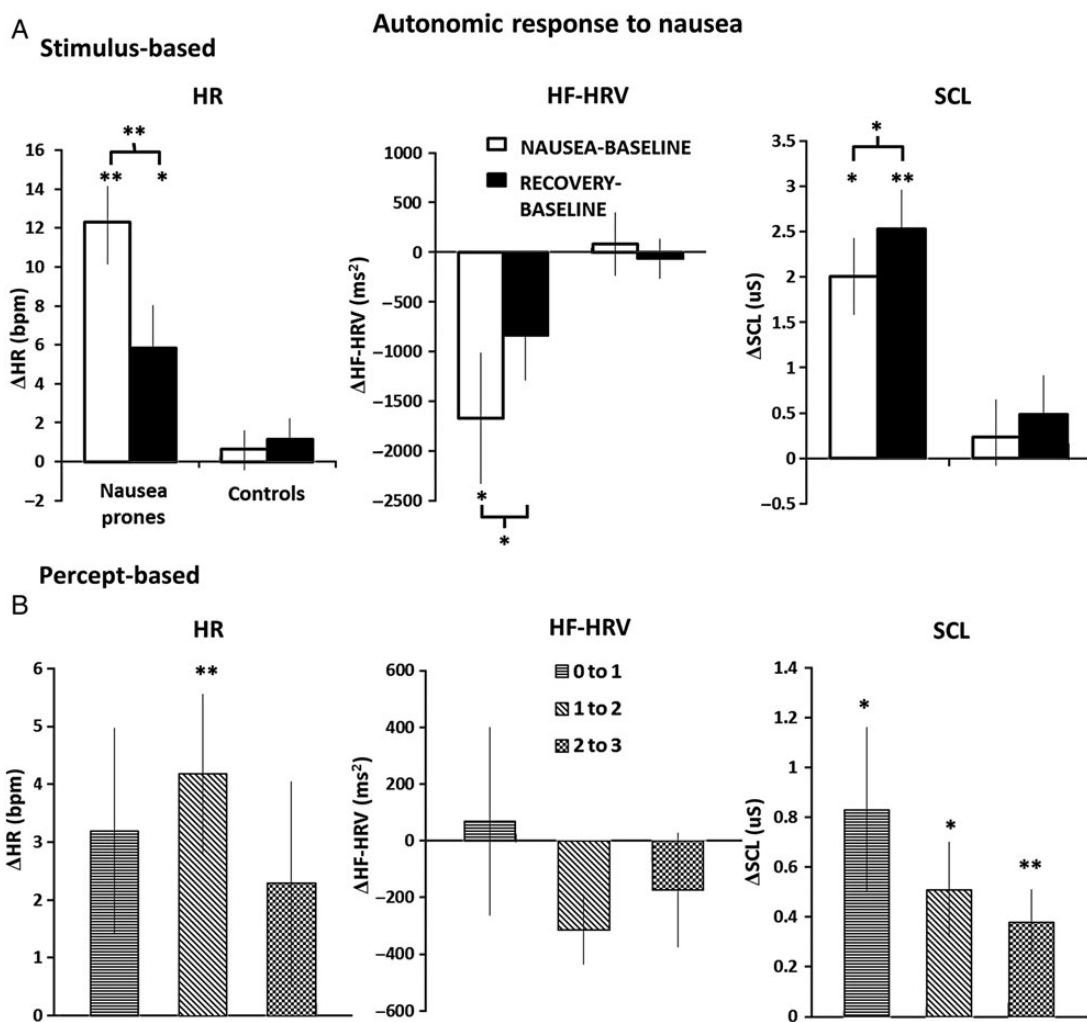 A
Autonomic response to nausea
Stimulus-based
HR
HF-HRV
SCL
**
** *
16
14
12
10
8
6
4
2
0
−2
ΔHR (bpm)
Nausea
prones
Controls
NAUSEA-BASELINE
RECOVERY-
BASELINE
1000
500
0
−500
−1000
−1500
−2000
−2500
ΔHF-HRV (ms²)
*
*
*
* **
3.5
3
2.5
2
1.5
1
0.5
0
−0.5
ΔSCL (uS)
Percept-based
B
HR
HF-HRV
SCL
**
6
5
4
3
2
1
0
ΔHR (bpm)
0 to 1
1 to 2
2 to 3
600
400
200
0
−200
−400
−600
ΔHF-HRV (ms²)
*
*
**
1.4
1.2
1
0.8
0.6
0.4
0.2
0
ΔSCL (uS)